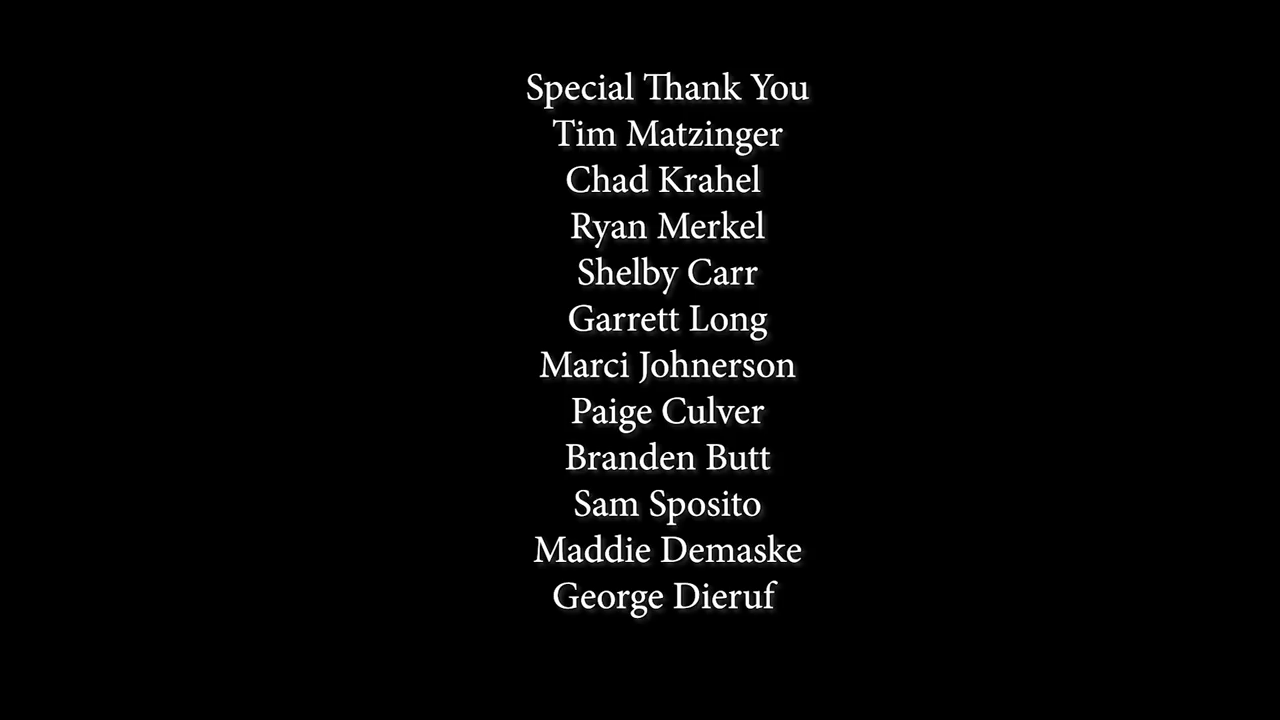 Special Thank You
Tim Matzinger
Chad Krahel
Ryan Merkel
Shelby Carr
Garrett Long
Marci Johnerson
Paige Culver
Branden Butt
Sam Sposito
Maddie Demaske
George Dieruf